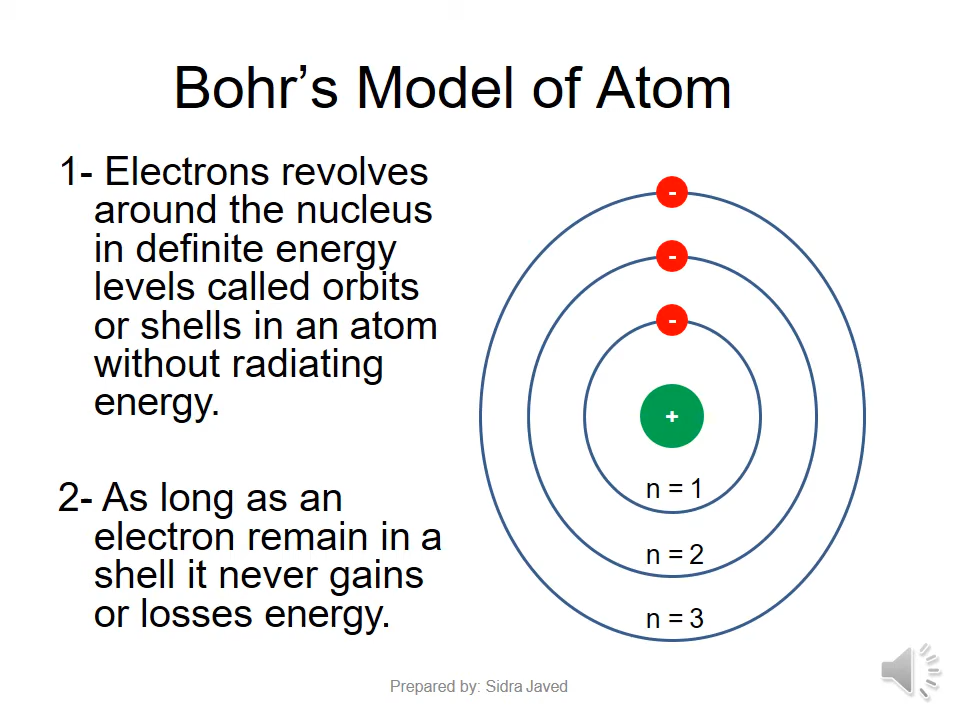 Bohr’s Model of Atom
1- Electrons revolves
around the nucleus
in definite energy
levels called orbits
or shells in an atom
without radiating
energy.
2- As long as an
electron remain in a
shell it never gains
or losses energy.
-
-
-
+
n = 1
n = 2
n = 3
Prepared by: Sidra Javed